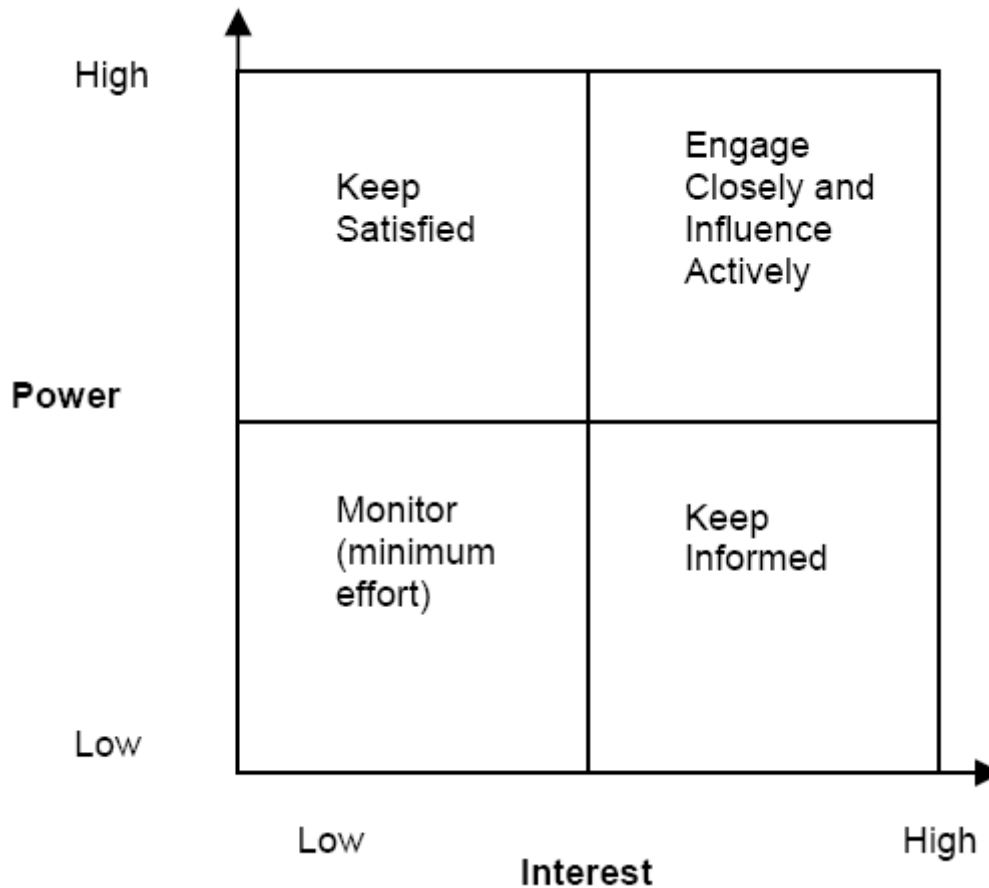 High
Keep
Satisfied
Engage
Closely and
Influence
Actively
Power
Monitor
(minimum
effort)
Keep
Informed
Low
Low
High
Interest